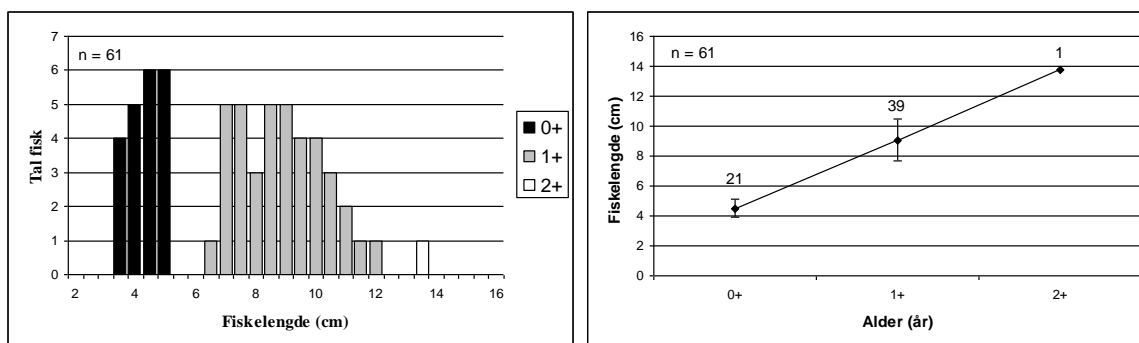 n = 61
7
6
5
4
3
2
1
0
Tal fisk
2 4 6 8 10 12 14 16
Fiskelengde (cm)
0+
1+
2+
n = 61
16
14
12
10
8
6
4
2
0
Fiskelengde (cm)
21
39
1
0+ 1+ 2+
Alder (år)